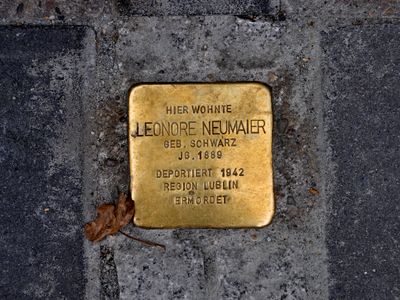 HIER WOHNTE
LEONORE NEUMAIER
GEB. SCHWARZ
JG. 1889
DEPORTIERT 1942
REGION LUBLIN
ERMORDET